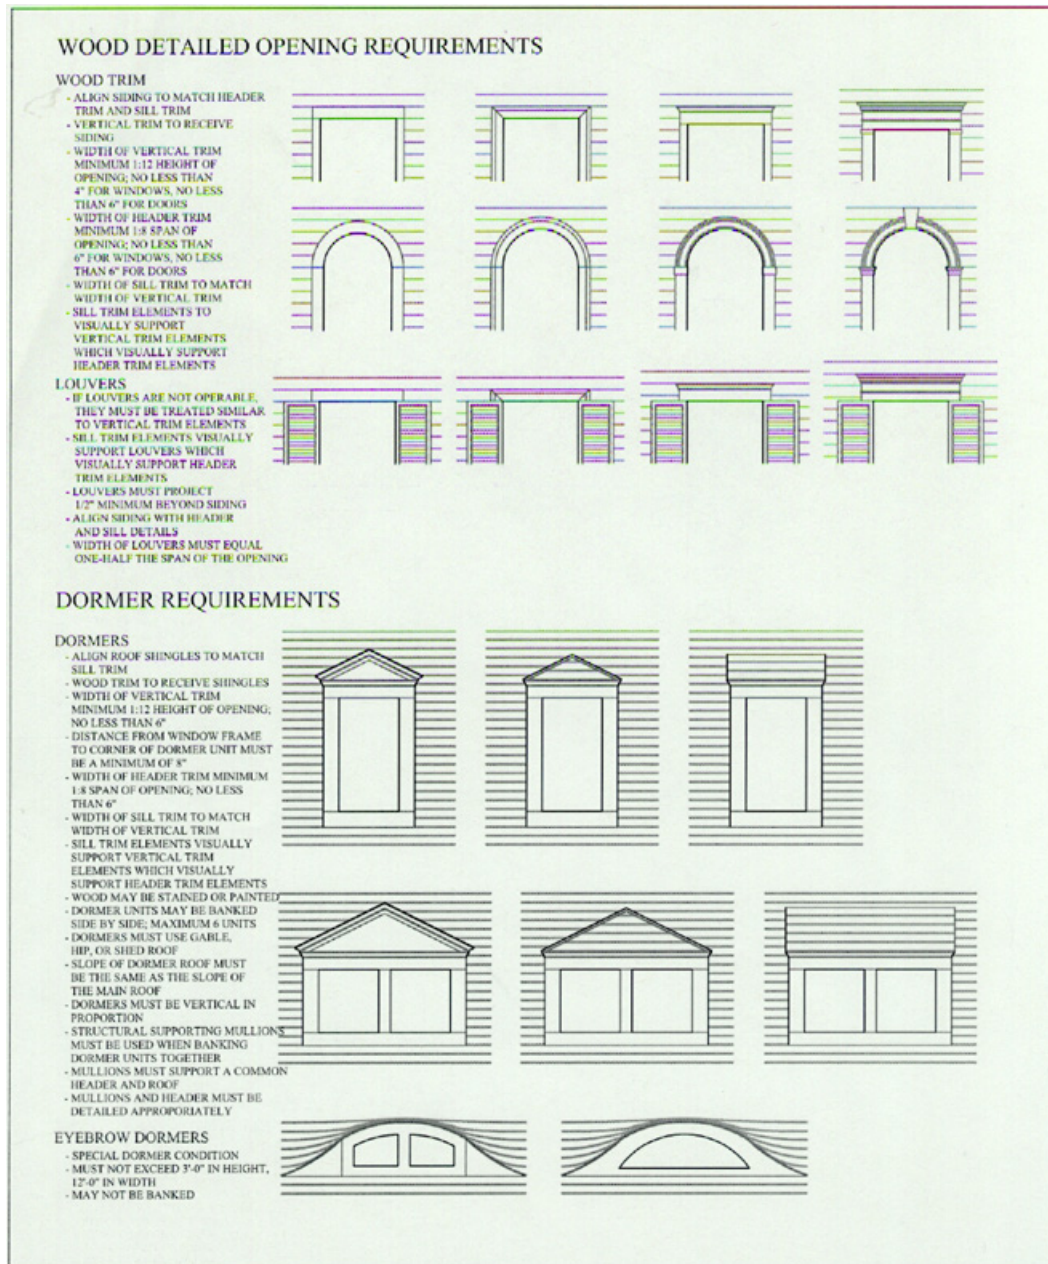 WOOD DETAILED OPENING REQUIREMENTS
WOOD TRIM
- ALIGN SIDING TO MATCH HEADER
TRIM AND SILL TRIM
- VERTICAL TRIM TO RECEIVE
SIDING
- WIDTH OF VERTICAL TRIM
MINIMUM 1:12 HEIGHT OF
OPENING; NO LESS THAN
4" FOR WINDOWS, NO LESS
THAN 6" FOR DOORS
- WIDTH OF HEADER TRIM
MINIMUM 1:8 SPAN OF
OPENING; NO LESS THAN
6" FOR WINDOWS, NO LESS
THAN 6" FOR DOORS
- WIDTH OF SILL TRIM TO MATCH
WIDTH OF VERTICAL TRIM
- SILL TRIM ELEMENTS TO
VISUALLY SUPPORT
VERTICAL TRIM ELEMENTS
WHICH VISUALLY SUPPORT
HEADER TRIM ELEMENTS
LOUVERS
- IF LOUVERS ARE NOT OPERABLE,
THEY MUST BE TREATED SIMILAR
TO VERTICAL TRIM ELEMENTS
- SILL TRIM ELEMENTS VISUALLY
SUPPORT LOUVERS WHICH
VISUALLY SUPPORT HEADER
TRIM ELEMENTS
- LOUVERS MUST PROJECT
1/2" MINIMUM BEYOND SIDING
- ALIGN SIDING WITH HEADER
AND SILL DETAILS
- WIDTH OF LOUVERS MUST EQUAL
ONE-HALF THE SPAN OF THE OPENING
DORMER REQUIREMENTS
DORMERS
- ALIGN ROOF SHINGLES TO MATCH
SILL TRIM
- WOOD TRIM TO RECEIVE SHINGLES
- WIDTH OF VERTICAL TRIM
MINIMUM 1:12 HEIGHT OF OPENING;
NO LESS THAN 6"
- DISTANCE FROM WINDOW FRAME
TO CORNER OF DORMER UNIT MUST
BE A MINIMUM OF 8"
- WIDTH OF HEADER TRIM MINIMUM
1:8 SPAN OF OPENING; NO LESS
THAN 6"
- WIDTH OF SILL TRIM TO MATCH
WIDTH OF VERTICAL TRIM
- SILL TRIM ELEMENTS VISUALLY
SUPPORT VERTICAL TRIM
ELEMENTS WHICH VISUALLY
SUPPORT HEADER TRIM ELEMENTS
- WOOD MAY BE STAINED OR PAINTED
- DORMER UNITS MAY BE BANKED
SIDE BY SIDE; MAXIMUM 6 UNITS
- DORMERS MUST USE GABLE,
HIP, OR SHED ROOF
- SLOPE OF DORMER ROOF MUST
BE THE SAME AS THE SLOPE OF
THE MAIN ROOF
- DORMERS MUST BE VERTICAL IN
PROPORTION
- STRUCTURAL SUPPORTING MULLIONS
MUST BE USED WHEN BANKING
DORMER UNITS TOGETHER
- MULLIONS MUST SUPPORT A COMMON
HEADER AND ROOF
- MULLIONS AND HEADER MUST BE
DETAILED APPROPORIATELY
EYEBROW DORMERS
- SPECIAL DORMER CONDITION
- MUST NOT EXCEED 3'-0" IN HEIGHT,
12'-0" IN WIDTH
- MAY NOT BE BANKED